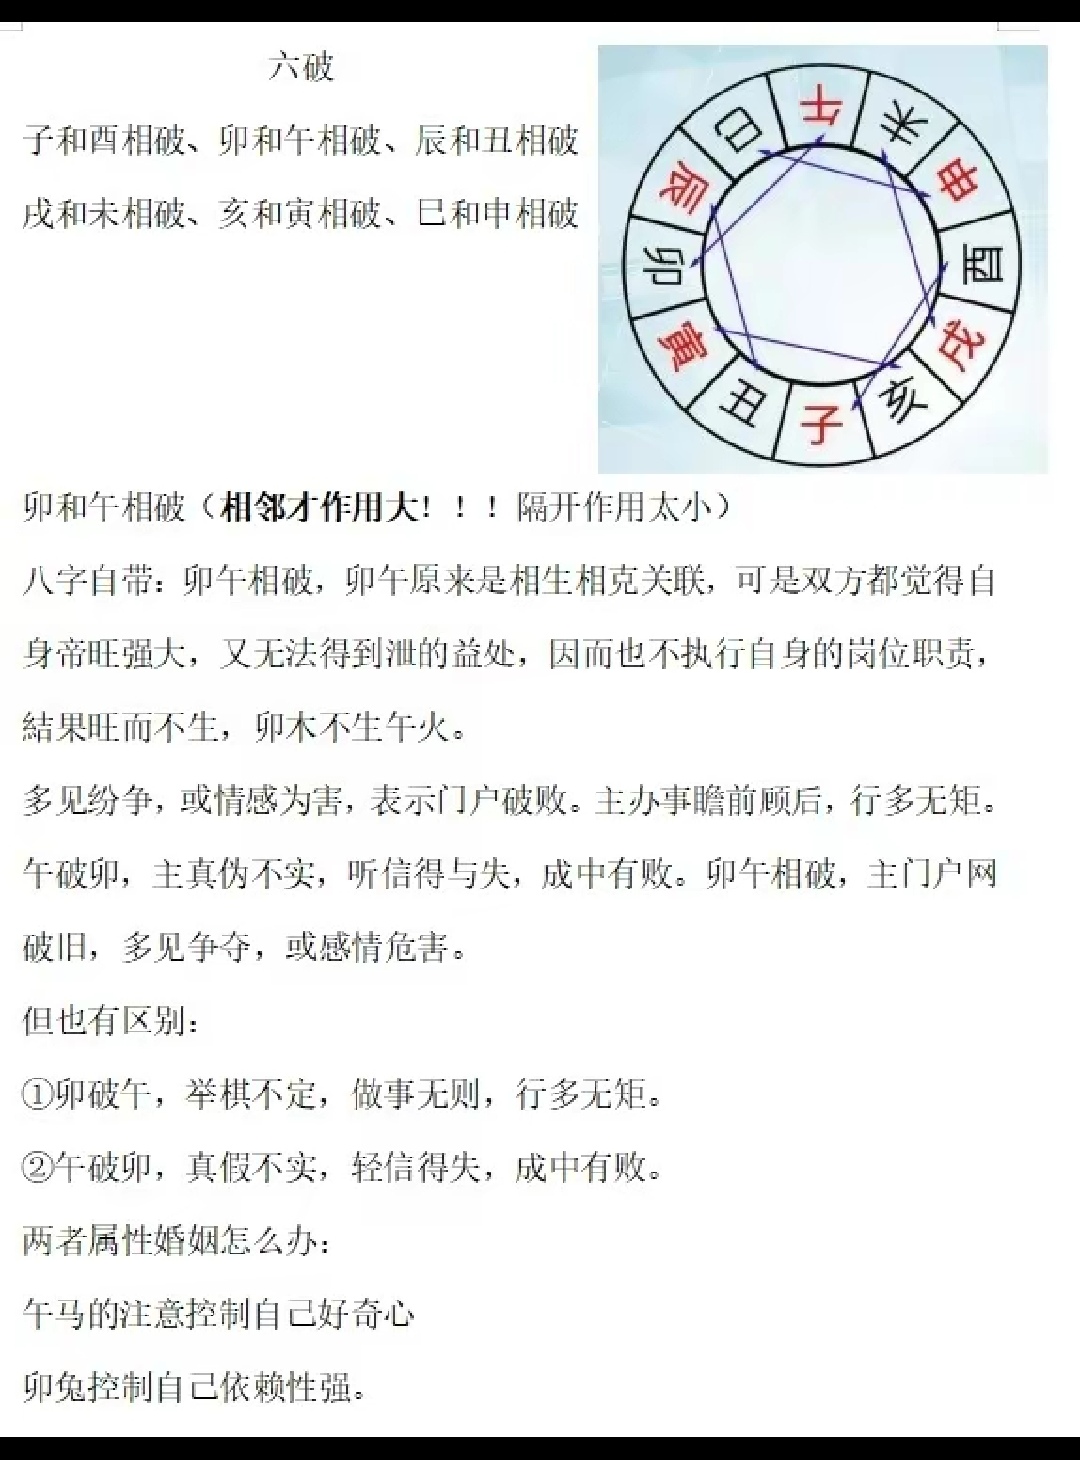 六破
子和酉相破、卯和午相破、辰和丑相破
戌和未相破、亥和寅相破、巳和申相破
午
未
申
酉
戌
亥
子
丑
寅
卯
辰
巳
卯和午相破（相邻才作用大！！！隔开作用太小）
八字自带：卯午相破，卯午原来是相生相克关联，可是双方都觉得自
身帝旺强大，又无法得到泄的益处，因而也不执行自身的岗位职责，
結果旺而不生，卯木不生午火。
多见纷争，或情感为害，表示门户破败。主办事瞻前顾后，行多无矩。
午破卯，主真伪不实，听信得与失，成中有败。卯午相破，主门户网
破旧，多见争夺，或感情危害。
但也有区别：
①卯破午，举棋不定，做事无则，行多无矩。
②午破卯，真假不实，轻信得失，成中有败。
两者属性婚姻怎么办：
午马的注意控制自己好奇心
卯兔控制自己依赖性强。